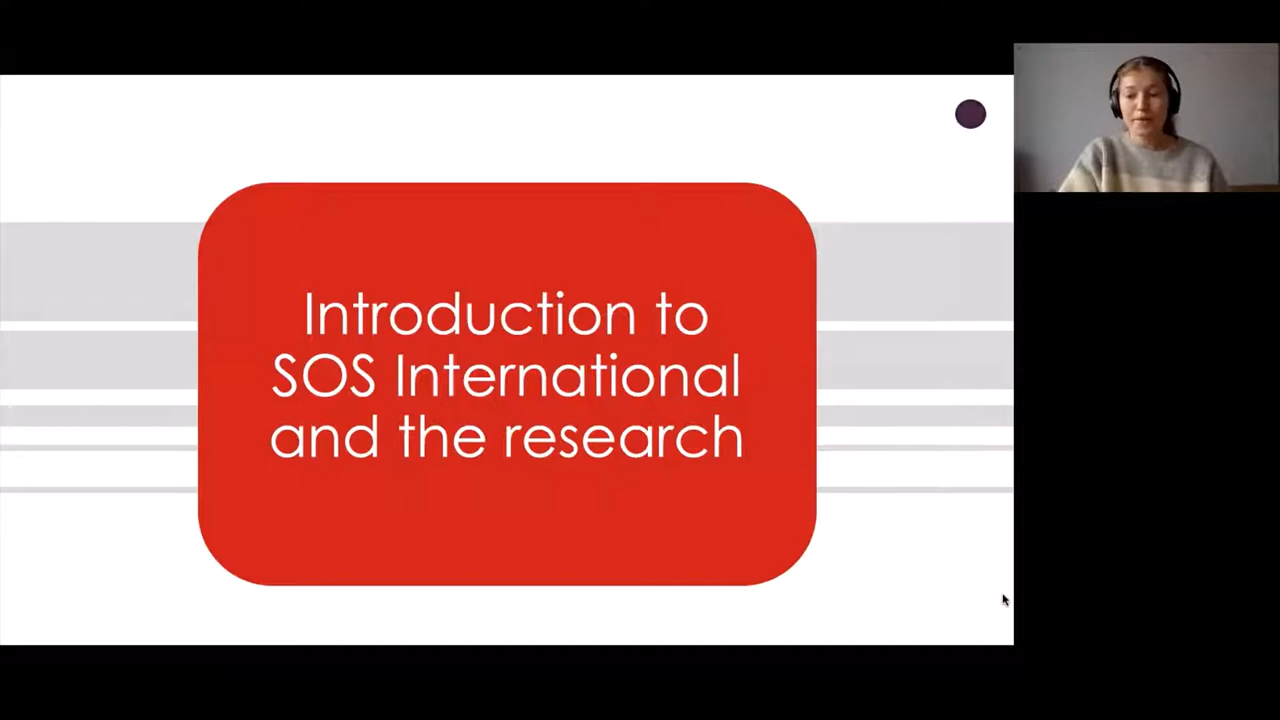 Introduction to
SOS International
and the research